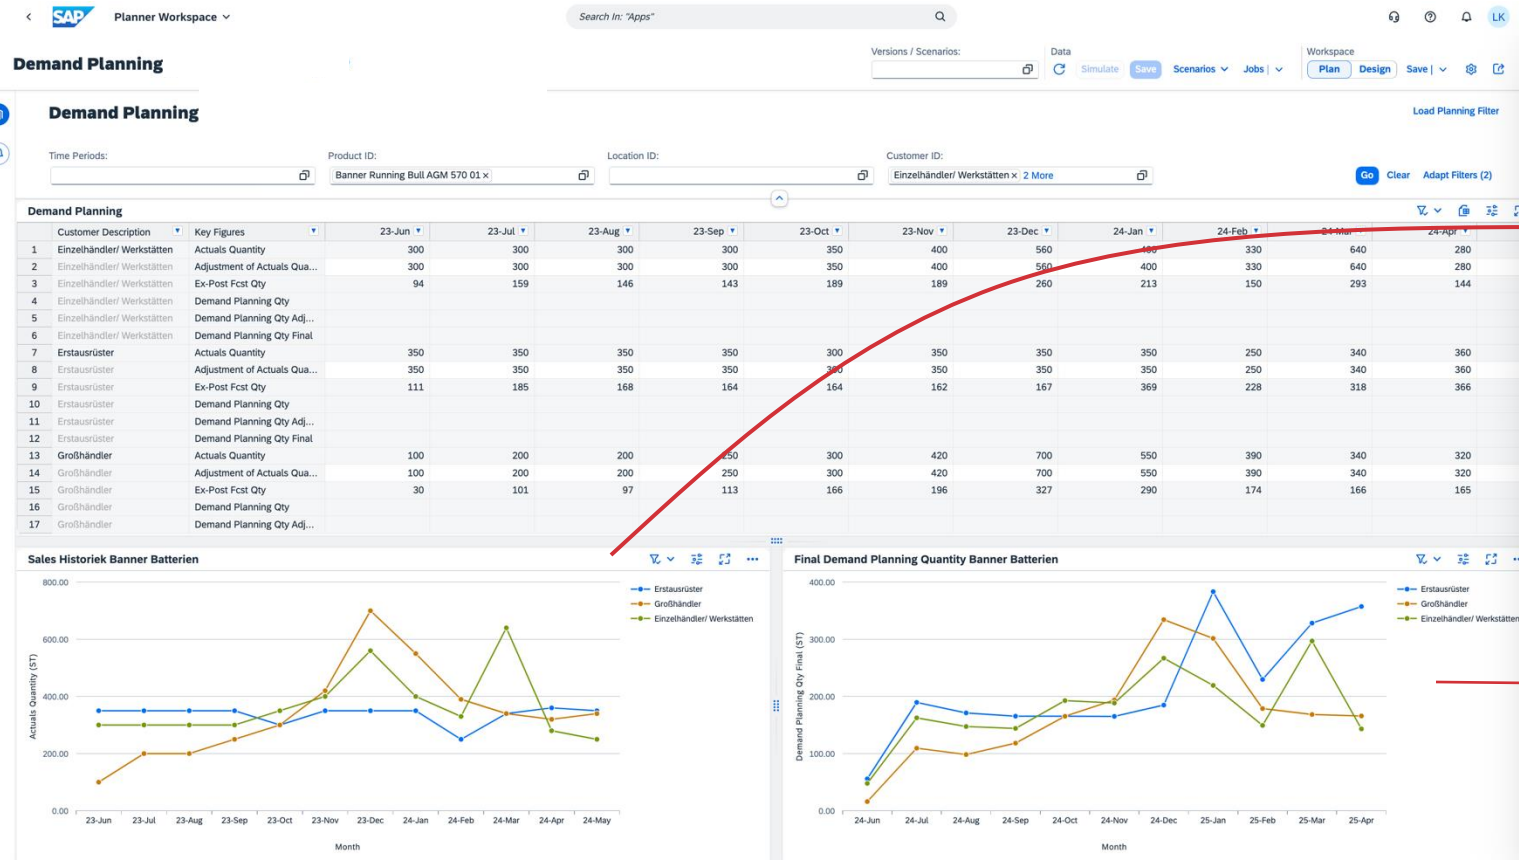 SAP Planner Workspace Search In: "Apps" LK
Demand Planning
Versions / Scenarios: Data Workspace
Simulate Save Scenarios Jobs Plan Design Save
Demand Planning Load Planning Filter
Time Periods: Product ID: Location ID: Customer ID:
Banner Running Bull AGM 570 01 × Einzelhändler/ Werkstätten × 2 More Go Clear Adapt Filters (2)
Demand Planning
Customer Description Key Figures 23-Jun 23-Jul 23-Aug 23-Sep 23-Oct 23-Nov 23-Dec 24-Jan 24-Feb 24-Mar 24-Apr
1 Einzelhändler/ Werkstätten Actuals Quantity 300 300 300 300 350 400 560 400 330 640 280
2 Einzelhändler/ Werkstätten Adjustment of Actuals Qua... 300 300 300 300 350 400 560 400 330 640 280
3 Einzelhändler/ Werkstätten Ex-Post Fcst Qty 94 159 146 143 189 189 260 213 150 293 144
4 Einzelhändler/ Werkstätten Demand Planning Qty
5 Einzelhändler/ Werkstätten Demand Planning Qty Adj...
6 Einzelhändler/ Werkstätten Demand Planning Qty Final
7 Erstausrüster Actuals Quantity 350 350 350 350 300 350 350 350 250 340 360
8 Erstausrüster Adjustment of Actuals Qua... 350 350 350 350 300 350 350 350 250 340 360
9 Erstausrüster Ex-Post Fcst Qty 111 185 168 164 164 162 167 369 228 318 366
10 Erstausrüster Demand Planning Qty
11 Erstausrüster Demand Planning Qty Adj...
12 Erstausrüster Demand Planning Qty Final
13 Großhändler Actuals Quantity 100 200 200 250 300 420 700 550 390 340 320
14 Großhändler Adjustment of Actuals Qua... 100 200 200 250 300 420 700 550 390 340 320
15 Großhändler Ex-Post Fcst Qty 30 101 97 113 166 196 327 290 174 166 165
16 Großhändler Demand Planning Qty
17 Großhändler Demand Planning Qty Adj...
Sales Historiek Banner Batterien
Actuals Quantity (ST)
800.00
600.00
400.00
200.00
0.00
23-Jun 23-Jul 23-Aug 23-Sep 23-Oct 23-Nov 23-Dec 24-Jan 24-Feb 24-Mar 24-Apr 24-May
Month
Erstausrüster
Großhändler
Einzelhändler/ Werkstätten
Final Demand Planning Quantity Banner Batterien
Demand Planning Qty Final (ST)
400.00
300.00
200.00
100.00
0.00
24-Jun 24-Jul 24-Aug 24-Sep 24-Oct 24-Nov 24-Dec 25-Jan 25-Feb 25-Mar 25-Apr
Month
Erstausrüster
Großhändler
Einzelhändler/ Werkstätten